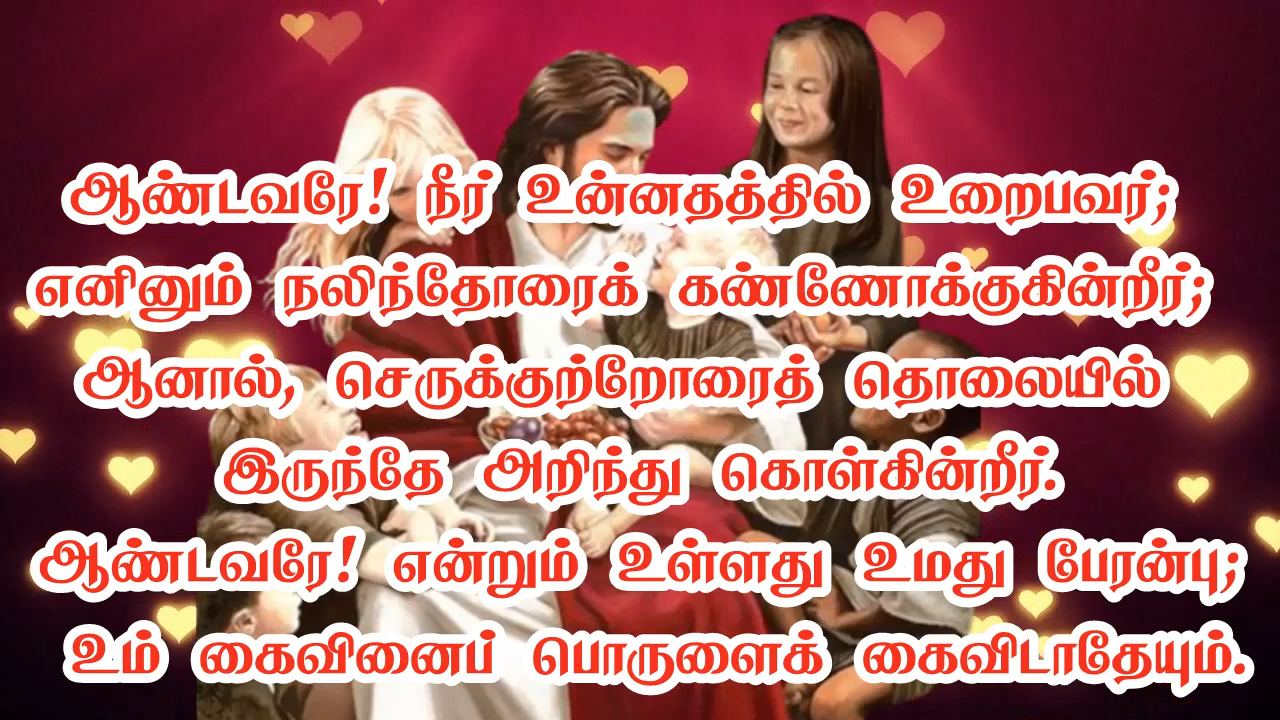 ஆண்டவரே! நீர் உன்னதத்தில் உறைபவர்;
எனினும் நலிந்தோரைக் கண்ணோக்குகின்றீர்;
ஆனால், செருக்குற்றோரைத் தொலையில்
இருந்தே அறிந்து கொள்கின்றீர்.
ஆண்டவரே! என்றும் உள்ளது உமது பேரன்பு;
உம் கைவினைப் பொருளைக் கைவிடாதேயும்.